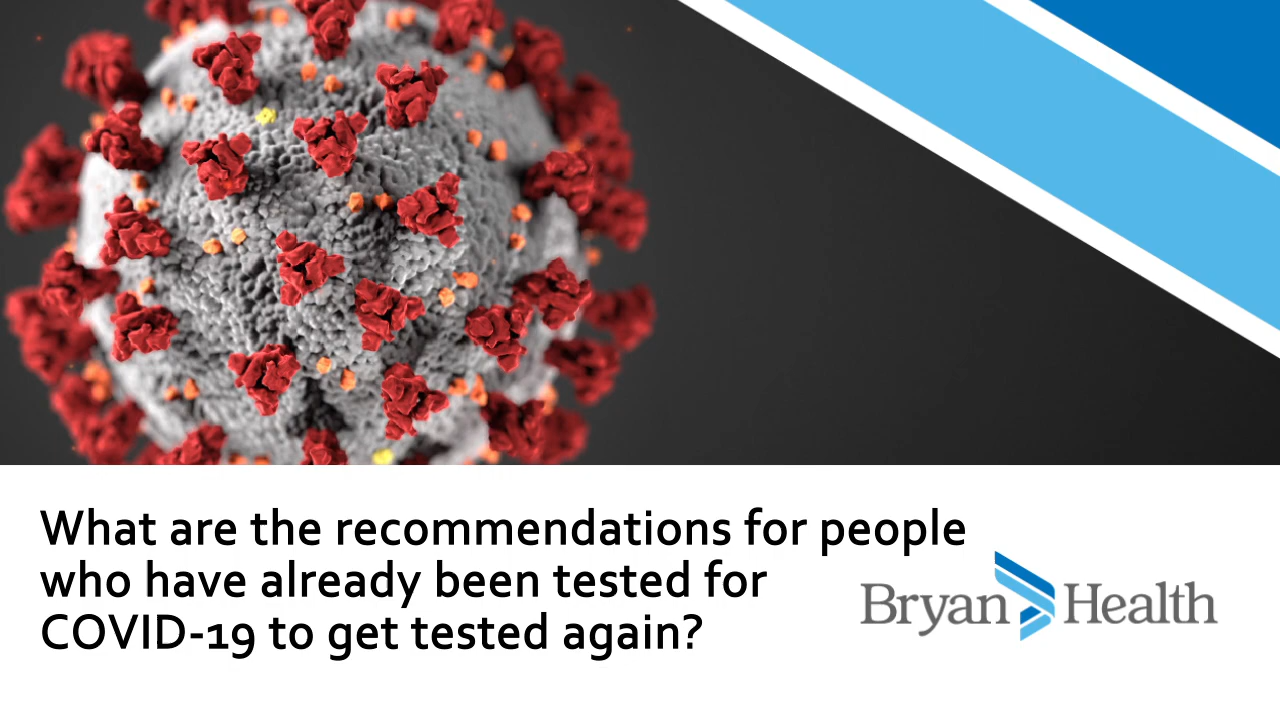 What are the recommendations for people
who have already been tested for
COVID-19 to get tested again?
Bryan Health